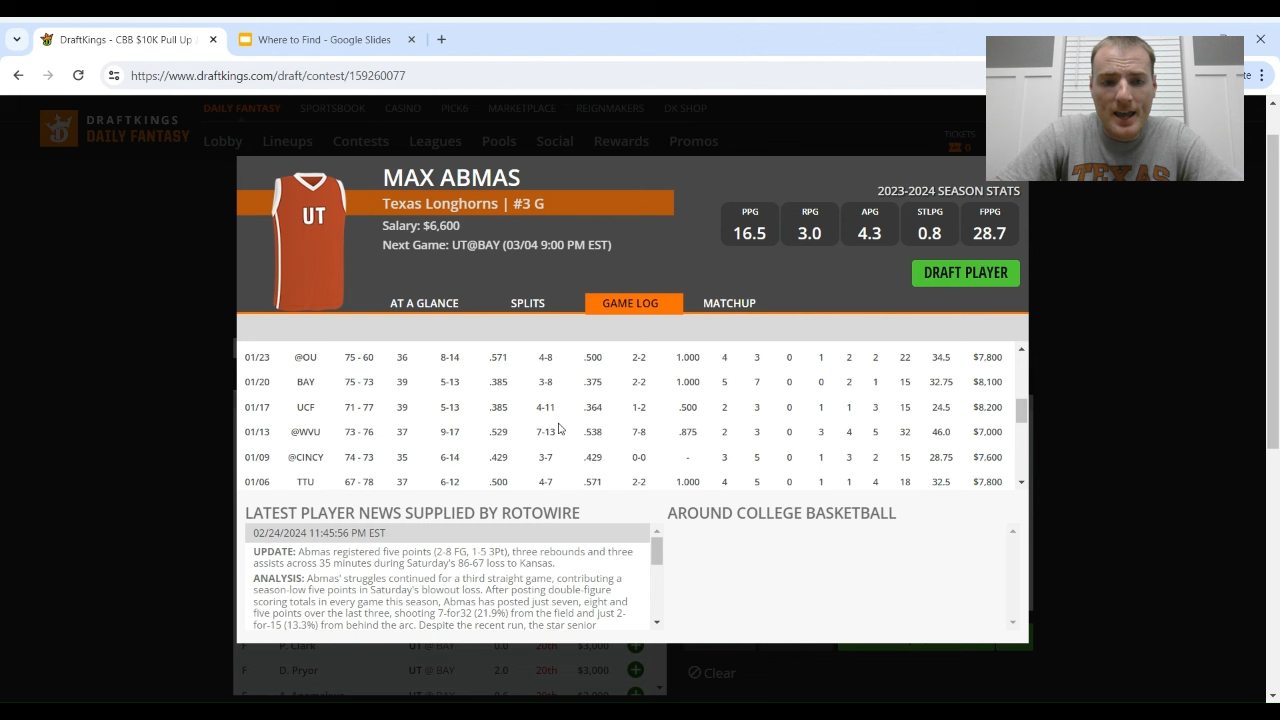 DraftKings - CBB $10K Pull Up
Where to Find - Google Slides
https://www.draftkings.com/draft/contest/159260077
DRAFTKINGS
DAILY FANTASY
DAILY FANTASY SPORTSBOOK CASINO PICK6 MARKETPLACE REIGNMAKERS DK SHOP
Lobby Lineups Contests Leagues Pools Social Rewards Promos
TICKETS
0
TEXAS
UT
MAX ABMAS
Texas Longhorns | #3 G
Salary: $6,600
Next Game: UT@BAY (03/04 9:00 PM EST)
2023-2024 SEASON STATS
PPG RPG APG STLPG FPPG
16.5 3.0 4.3 0.8 28.7
DRAFT PLAYER
AT A GLANCE SPLITS GAME LOG MATCHUP
01/23 @OU 75 - 60 36 8-14 .571 4-8 .500 2-2 1.000 4 3 0 1 2 2 22 34.5 $7,800
01/20 BAY 75 - 73 39 5-13 .385 3-8 .375 2-2 1.000 5 7 0 0 2 1 15 32.75 $8,100
01/17 UCF 71 - 77 39 5-13 .385 4-11 .364 1-2 .500 2 3 0 1 1 3 15 24.5 $8,200
01/13 @WVU 73 - 76 37 9-17 .529 7-13 .538 7-8 .875 2 3 0 3 4 5 32 46.0 $7,000
01/09 @CINCY 74 - 73 35 6-14 .429 3-7 .429 0-0 - 3 5 0 1 3 2 15 28.75 $7,600
01/06 TTU 67 - 78 37 6-12 .500 4-7 .571 2-2 1.000 4 5 0 1 1 4 18 32.5 $7,800
LATEST PLAYER NEWS SUPPLIED BY ROTOWIRE
02/24/2024 11:45:56 PM EST
UPDATE: Abmas registered five points (2-8 FG, 1-5 3Pt), three rebounds and three
assists across 35 minutes during Saturday's 86-67 loss to Kansas.
ANALYSIS: Abmas' struggles continued for a third straight game, contributing a
season-low five points in Saturday's blowout loss. After posting double-figure
scoring totals in every game this season, Abmas has posted just seven, eight and
five points over the last three, shooting 7-for32 (21.9%) from the field and just 2-
for-15 (13.3%) from behind the arc. Despite the recent run, the star senior
AROUND COLLEGE BASKETBALL
F P. Clark UT @ BAY 0.0 20th $3,000
F D. Pryor UT @ BAY 2.0 20th $3,000
Clear